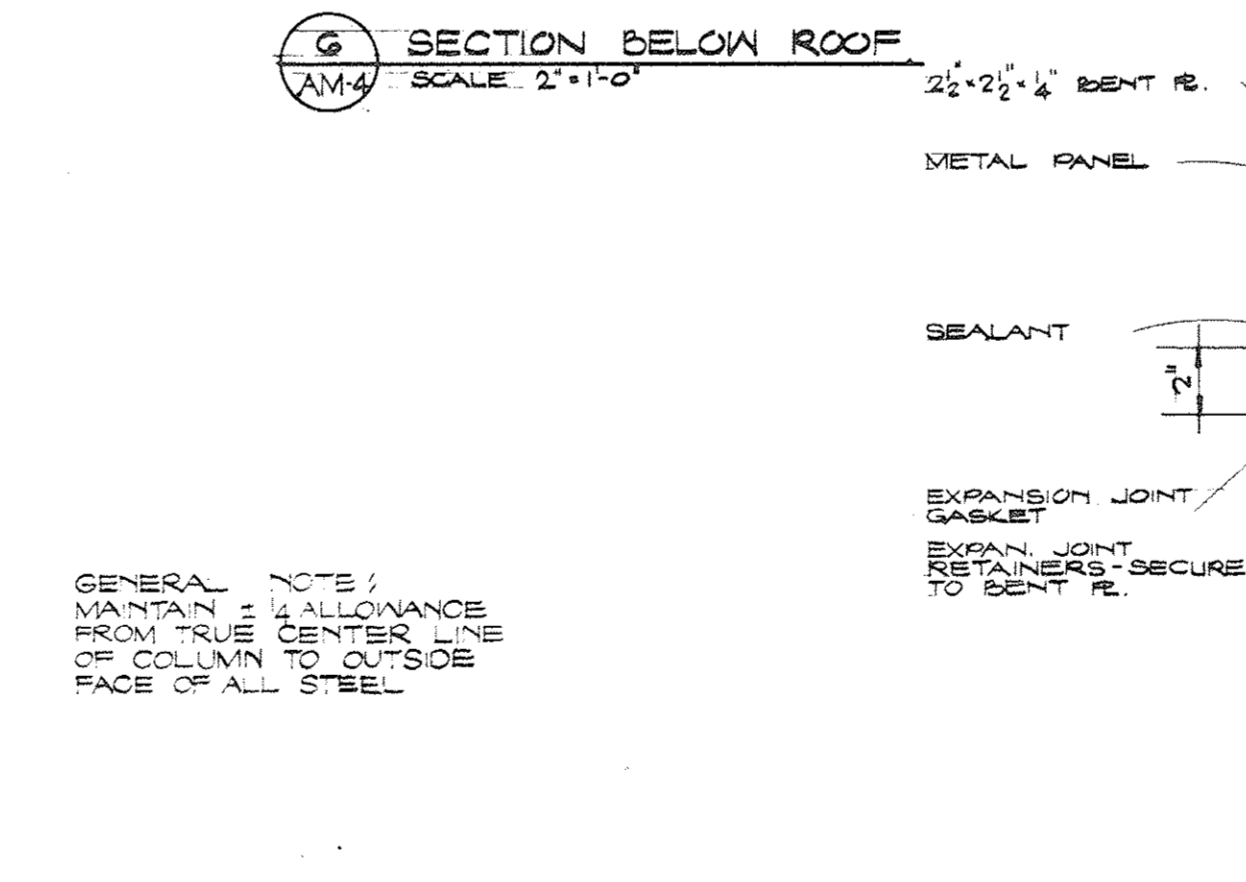 G
SECTION BELOW ROOF
AM-4
SCALE 2"=1'-0"
2½"×2½"×¼" BENT PL.
METAL PANEL
SEALANT
2"
EXPANSION JOINT
GASKET
EXPAN. JOINT
RETAINERS-SECURE
TO BENT PL.
GENERAL NOTE:
MAINTAIN ± ¼ ALLOWANCE
FROM TRUE CENTER LINE
OF COLUMN TO OUTSIDE
FACE OF ALL STEEL